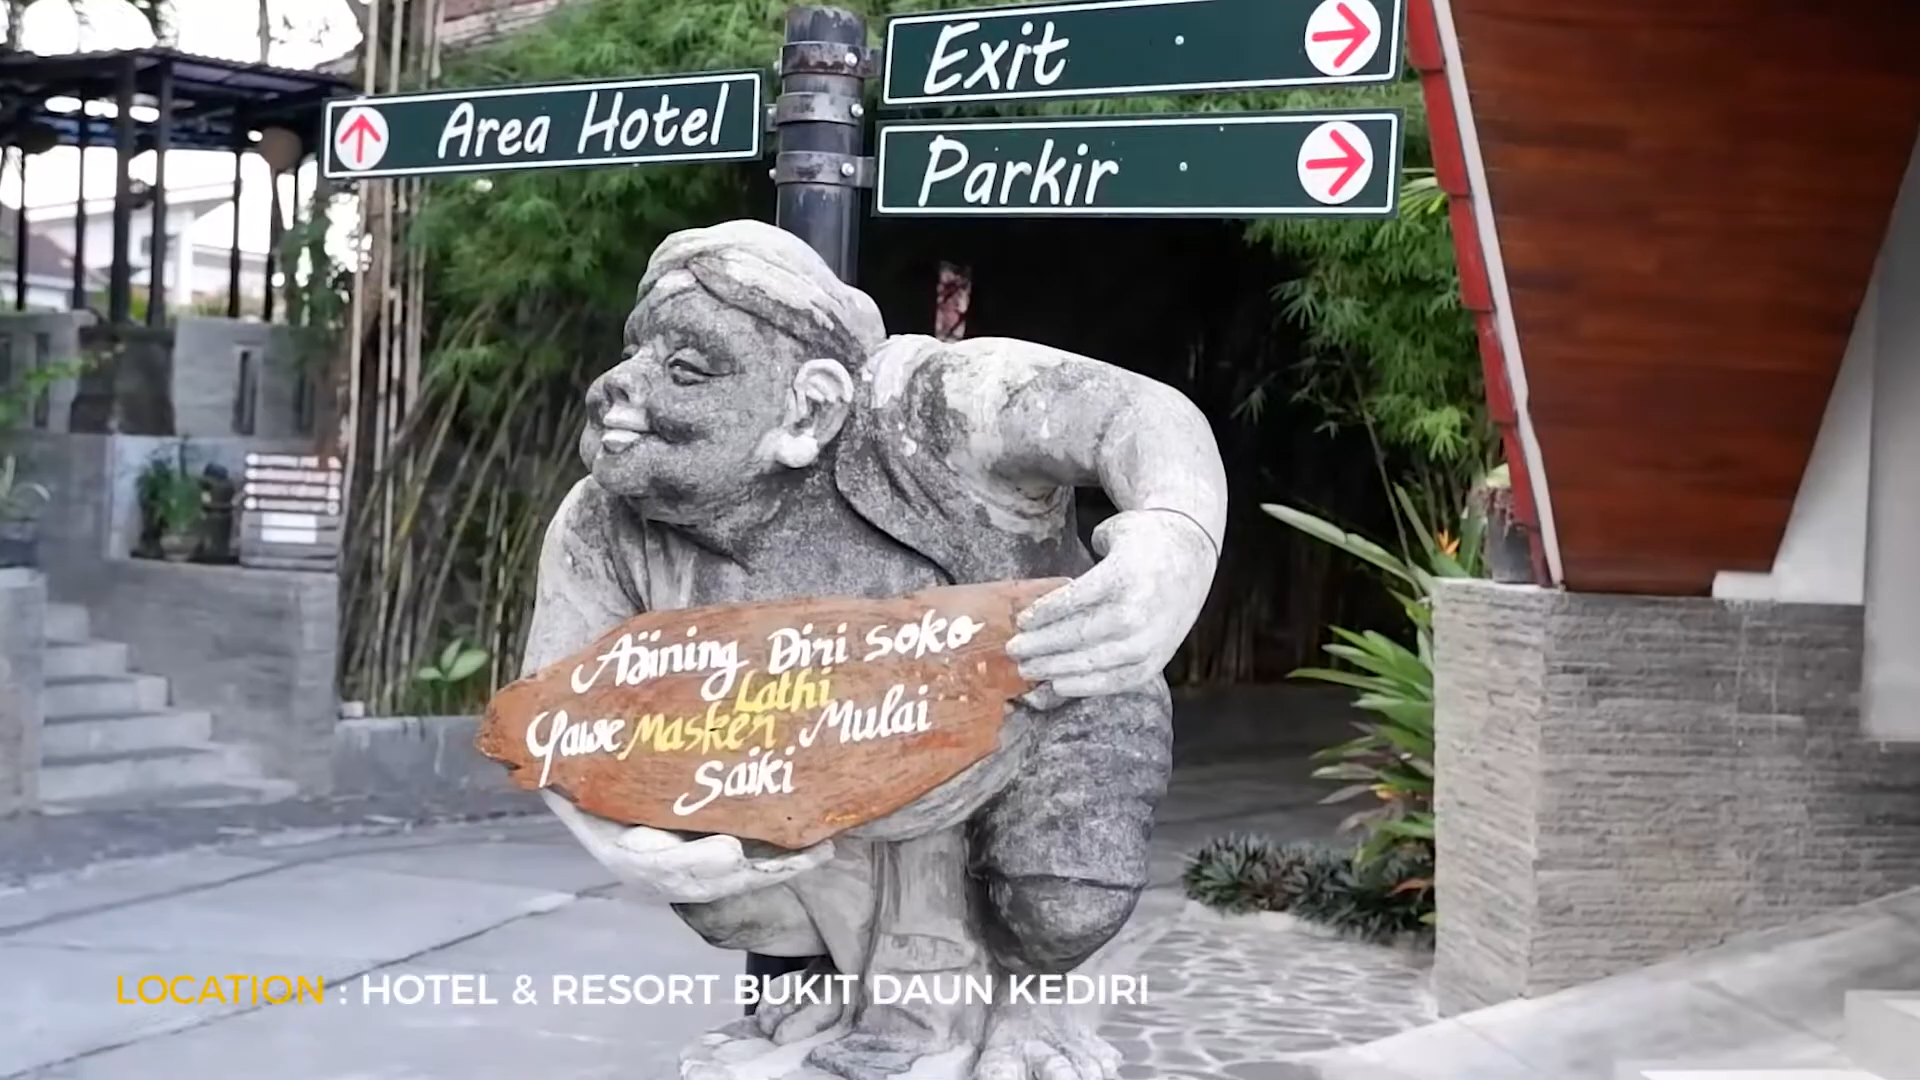 Exit
Area Hotel
Parkir
Ajining Diri soko
Lathi
Gawe Masker Mulai
Saiki
LOCATION : HOTEL & RESORT BUKIT DAUN KEDIRI